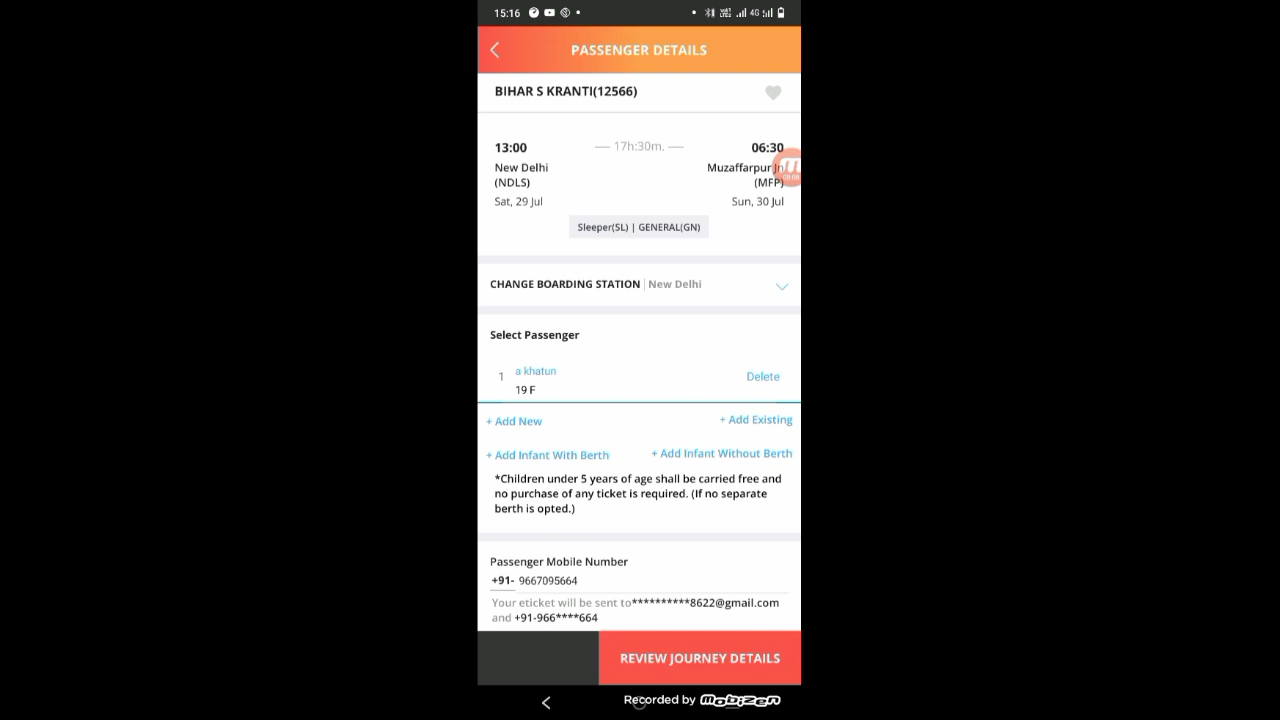 15:16
4G
PASSENGER DETAILS
BIHAR S KRANTI(12566)
13:00 17h:30m. 06:30
New Delhi Muzaffarpur Jn
(NDLS) (MFP)
Sat, 29 Jul Sun, 30 Jul
Sleeper(SL) | GENERAL(GN)
CHANGE BOARDING STATION | New Delhi
Select Passenger
1 a khatun Delete
19 F
+ Add New + Add Existing
+ Add Infant With Berth + Add Infant Without Berth
*Children under 5 years of age shall be carried free and
no purchase of any ticket is required. (If no separate
berth is opted.)
Passenger Mobile Number
+91- 9667095664
Your eticket will be sent to**********8622@gmail.com
and +91-966****664
REVIEW JOURNEY DETAILS
Recorded by Mobizen